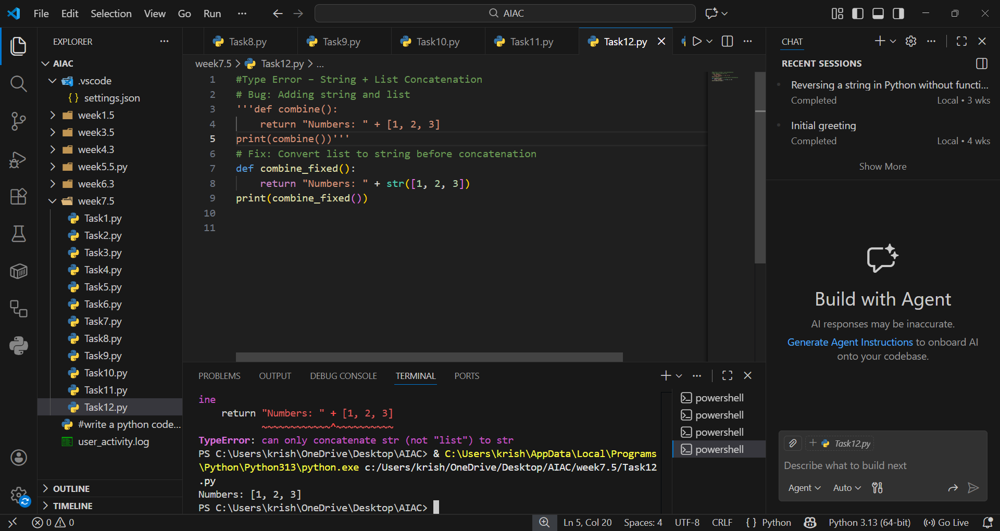 File Edit Selection View Go Run ··· AIAC
EXPLORER
AIAC
.vscode
{ } settings.json
week1.5
week3.5
week4.3
week5.5.py
week6.3
week7.5
Task1.py
Task2.py
Task3.py
Task4.py
Task5.py
Task6.py
Task7.py
Task8.py
Task9.py
Task10.py
Task11.py
Task12.py
#write a python code...
user_activity.log
OUTLINE
TIMELINE
Task8.py Task9.py Task10.py Task11.py Task12.py
week7.5 > Task12.py > ...
1 #Type Error – String + List Concatenation
2 # Bug: Adding string and list
3 '''def combine():
4     return "Numbers: " + [1, 2, 3]
5 print(combine())'''
6 # Fix: Convert list to string before concatenation
7 def combine_fixed():
8     return "Numbers: " + str([1, 2, 3])
9 print(combine_fixed())
10
11
PROBLEMS OUTPUT DEBUG CONSOLE TERMINAL PORTS
ine
    return "Numbers: " + [1, 2, 3]
           ~~~~~~~~~~~~^~~~~~~~~~~
TypeError: can only concatenate str (not "list") to str
PS C:\Users\krish\OneDrive\Desktop\AIAC> & C:\Users\krish\AppData\Local\Programs
\Python\Python313\python.exe c:/Users/krish/OneDrive/Desktop/AIAC/week7.5/Task12
.py
Numbers: [1, 2, 3]
PS C:\Users\krish\OneDrive\Desktop\AIAC>
powershell
powershell
powershell
powershell
CHAT
RECENT SESSIONS
Reversing a string in Python without functi...
Completed Local • 3 wks
Initial greeting
Completed Local • 4 wks
Show More
Build with Agent
AI responses may be inaccurate.
Generate Agent Instructions to onboard AI
onto your codebase.
Task12.py
Describe what to build next
Agent Auto
0 0 Ln 5, Col 20 Spaces: 4 UTF-8 CRLF { } Python Python 3.13 (64-bit) Go Live